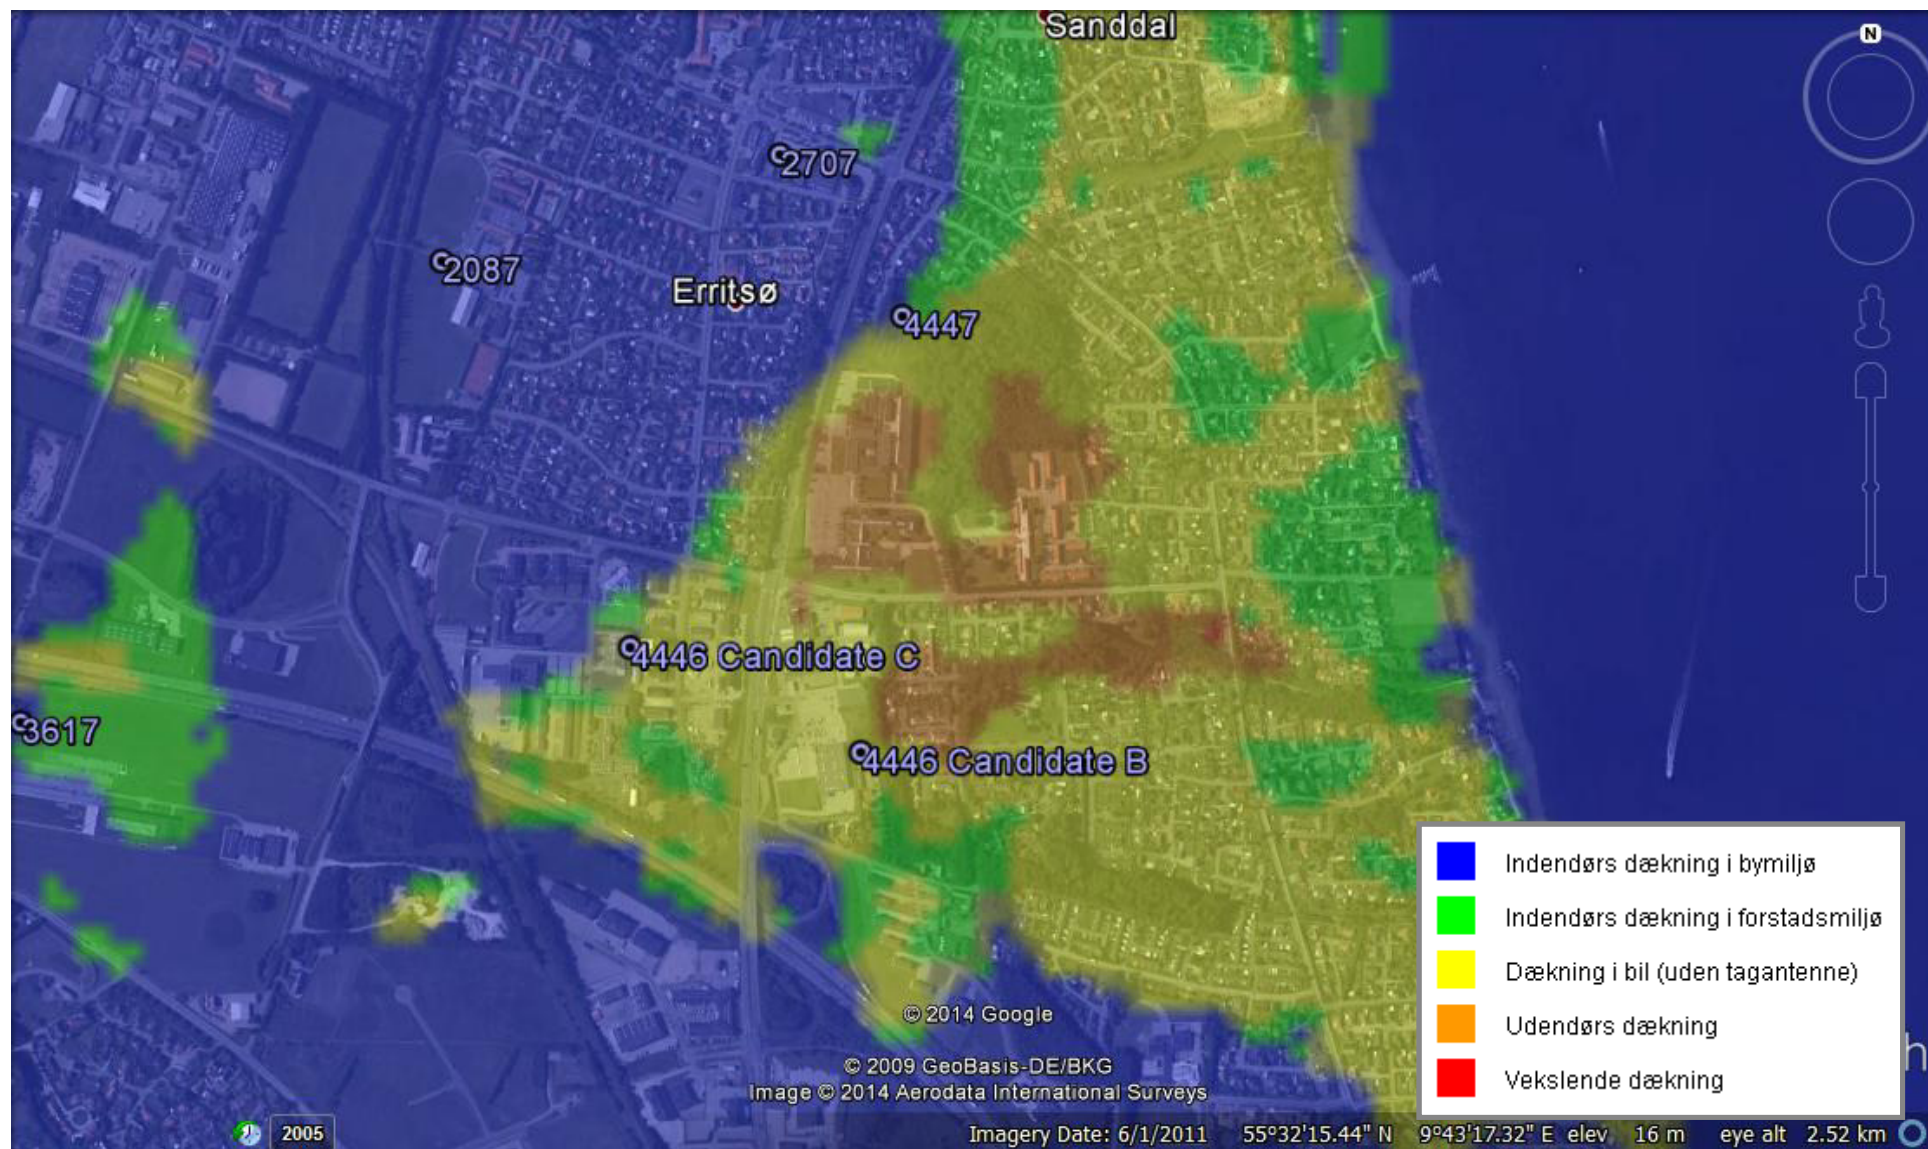 Sanddal
N
2707
2087
Erritsø
4447
4446 Candidate C
3617
4446 Candidate B
Indendørs dækning i bymiljø
Indendørs dækning i forstadsmiljø
Dækning i bil (uden tagantenne)
Udendørs dækning
Vekslende dækning
© 2014 Google
© 2009 GeoBasis-DE/BKG
Image © 2014 Aerodata International Surveys
2005
Imagery Date: 6/1/2011 55°32'15.44" N 9°43'17.32" E elev 16 m eye alt 2.52 km